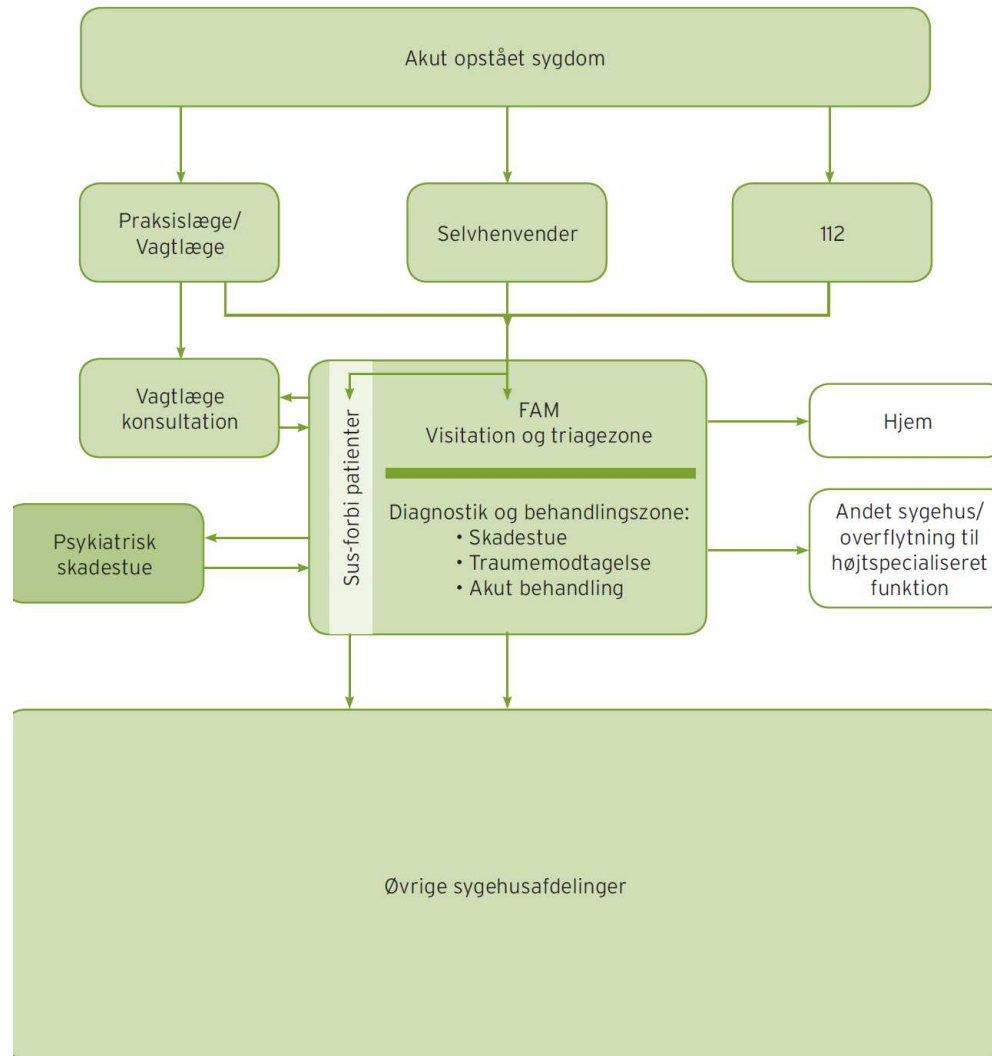 Akut opstået sygdom
Praksislæge/
Vagtlæge
Selvhenvender
112
Vagtlæge
konsultation
Sus-forbi patienter
FAM
Visitation og triagezone
Hjem
Psykiatrisk
skadestue
Diagnostik og behandlingszone:
• Skadestue
• Traumemodtagelse
• Akut behandling
Andet sygehus/
overflytning til
højtspecialiseret
funktion
Øvrige sygehusafdelinger